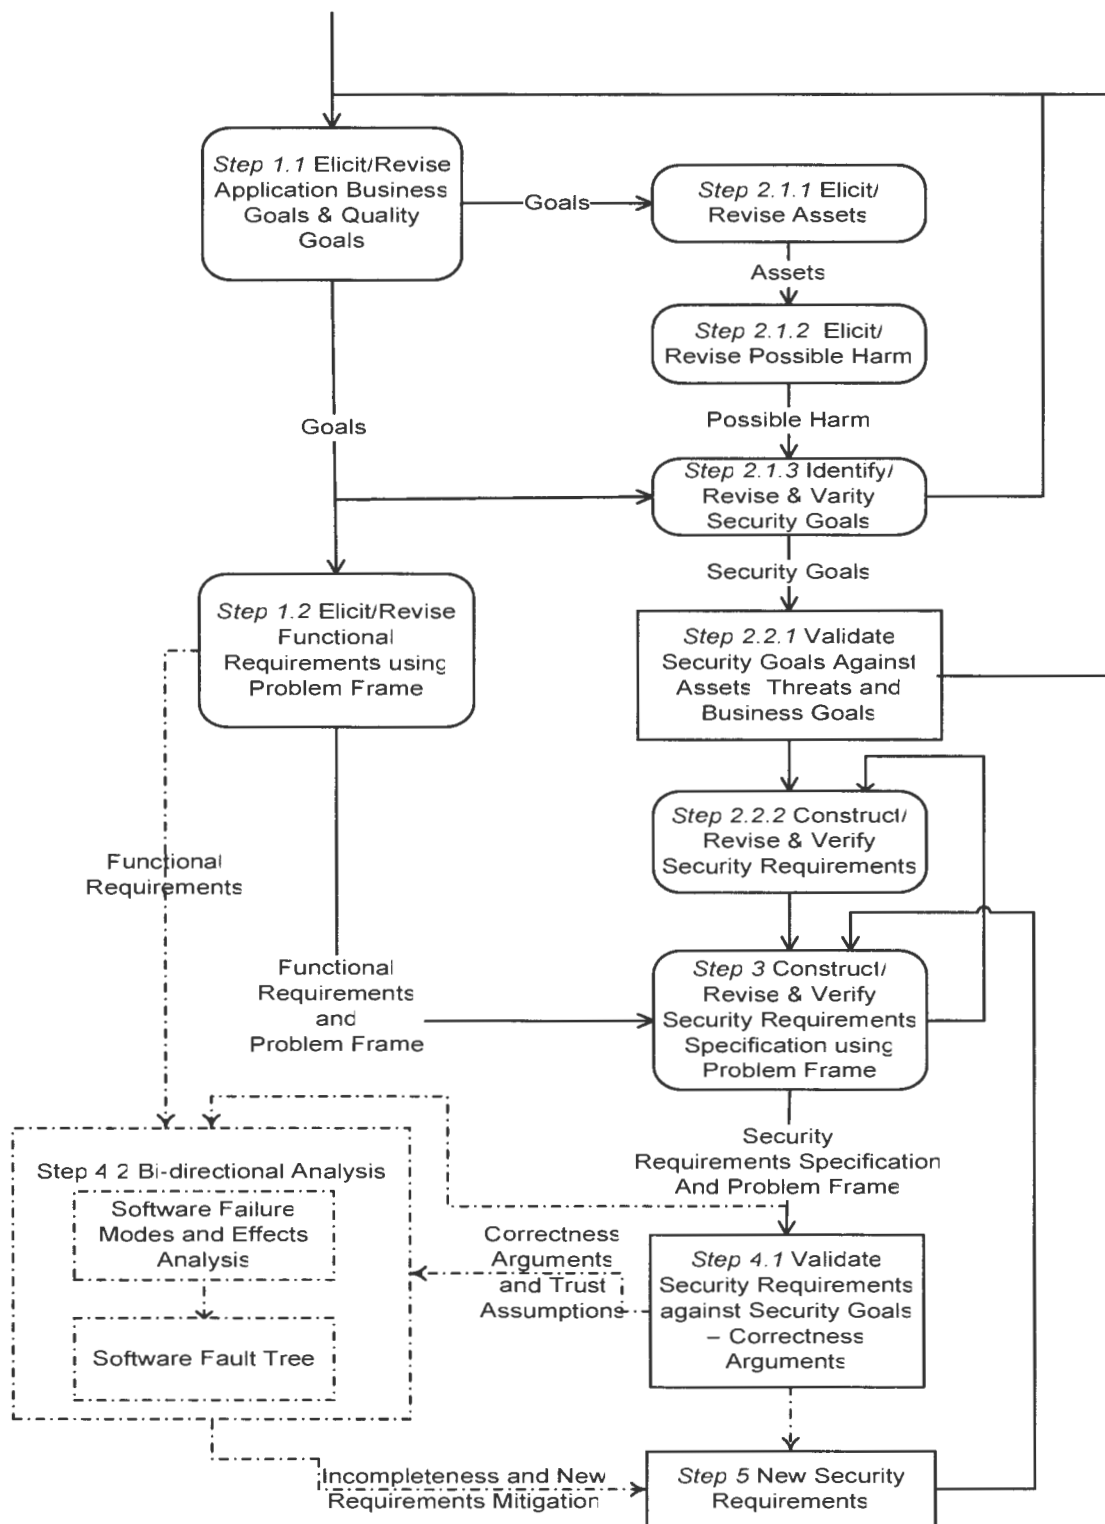 Step 1.1 Elicit/Revise
Application Business
Goals & Quality
Goals
Goals
Step 2.1.1 Elicit/
Revise Assets
Assets
Step 2.1.2 Elicit/
Revise Possible Harm
Possible Harm
Goals
Step 2.1.3 Identify/
Revise & Varity
Security Goals
Security Goals
Step 1.2 Elicit/Revise
Functional
Requirements using
Problem Frame
Step 2.2.1 Validate
Security Goals Against
Assets Threats and
Business Goals
Step 2.2.2 Construct/
Revise & Verify
Security Requirements
Functional
Requirements
Functional
Requirements
and
Problem Frame
Step 3 Construct/
Revise & Verify
Security Requirements
Specification using
Problem Frame
Security
Requirements Specification
And Problem Frame
Step 4 2 Bi-directional Analysis
Software Failure
Modes and Effects
Analysis
Software Fault Tree
Correctness
Arguments
and Trust
Assumptions
Step 4.1 Validate
Security Requirements
against Security Goals
– Correctness
Arguments
Incompleteness and New
Requirements Mitigation
Step 5 New Security
Requirements